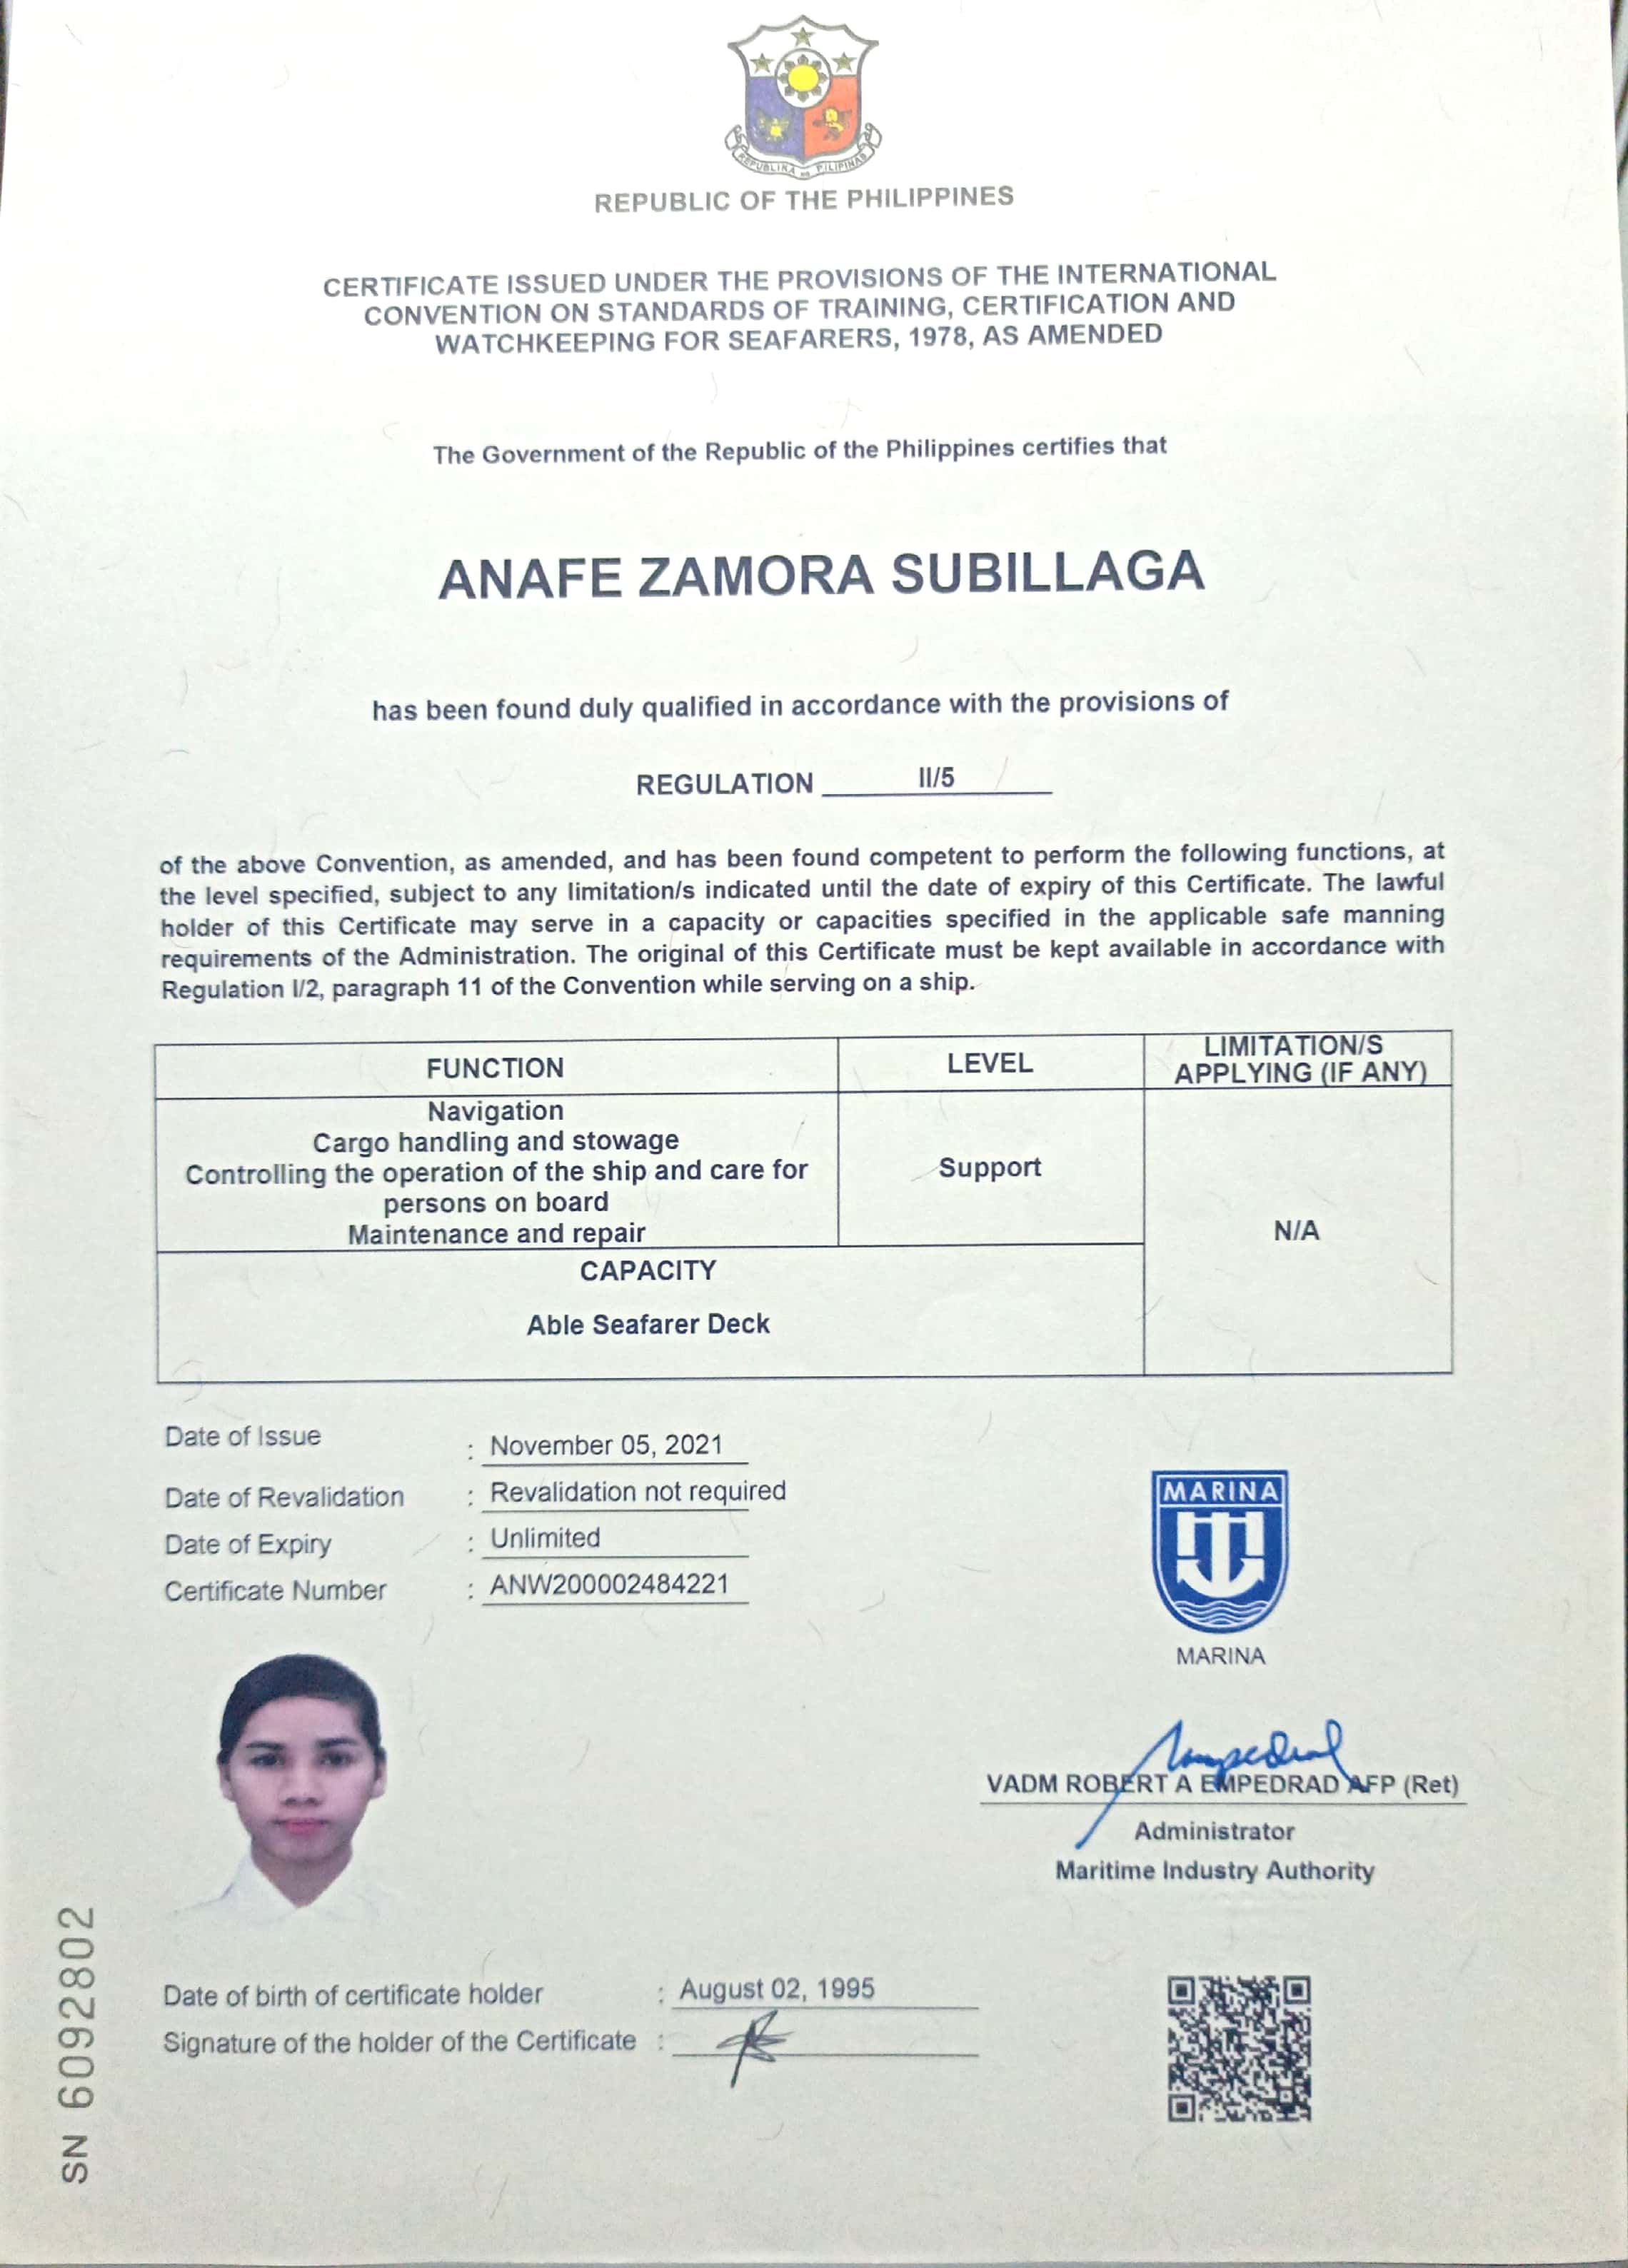 REPUBLIKA NG PILIPINAS
REPUBLIC OF THE PHILIPPINES
CERTIFICATE ISSUED UNDER THE PROVISIONS OF THE INTERNATIONAL
CONVENTION ON STANDARDS OF TRAINING, CERTIFICATION AND
WATCHKEEPING FOR SEAFARERS, 1978, AS AMENDED
The Government of the Republic of the Philippines certifies that
ANAFE ZAMORA SUBILLAGA
has been found duly qualified in accordance with the provisions of
REGULATION II/5
of the above Convention, as amended, and has been found competent to perform the following functions, at
the level specified, subject to any limitation/s indicated until the date of expiry of this Certificate. The lawful
holder of this Certificate may serve in a capacity or capacities specified in the applicable safe manning
requirements of the Administration. The original of this Certificate must be kept available in accordance with
Regulation I/2, paragraph 11 of the Convention while serving on a ship.
FUNCTION
LEVEL
LIMITATION/S
APPLYING (IF ANY)
Navigation
Cargo handling and stowage
Controlling the operation of the ship and care for
persons on board
Maintenance and repair
Support
N/A
CAPACITY
Able Seafarer Deck
Date of Issue : November 05, 2021
Date of Revalidation : Revalidation not required
Date of Expiry : Unlimited
Certificate Number : ANW200002484221
MARINA
MARINA
VADM ROBERT A EMPEDRAD AFP (Ret)
Administrator
Maritime Industry Authority
Date of birth of certificate holder : August 02, 1995
Signature of the holder of the Certificate :
SN 6092802